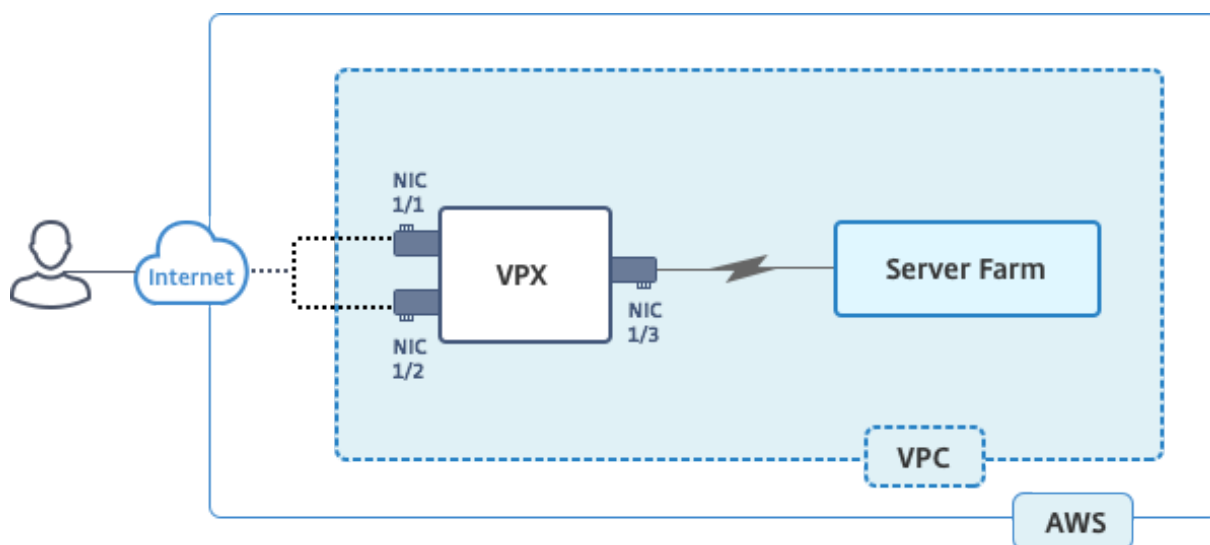 NIC
1/1
Internet
VPX
Server Farm
NIC
1/3
NIC
1/2
VPC
AWS